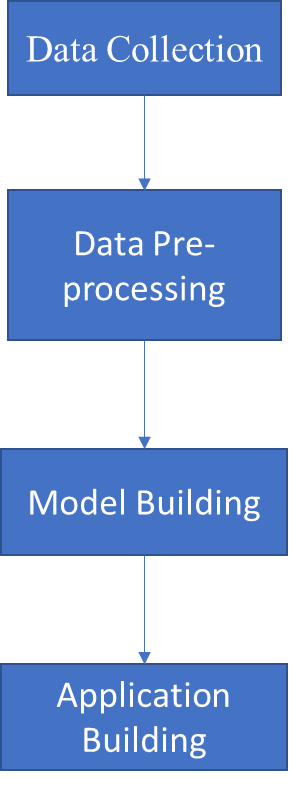 Data Collection
Data Pre-
processing
Model Building
Application
Building